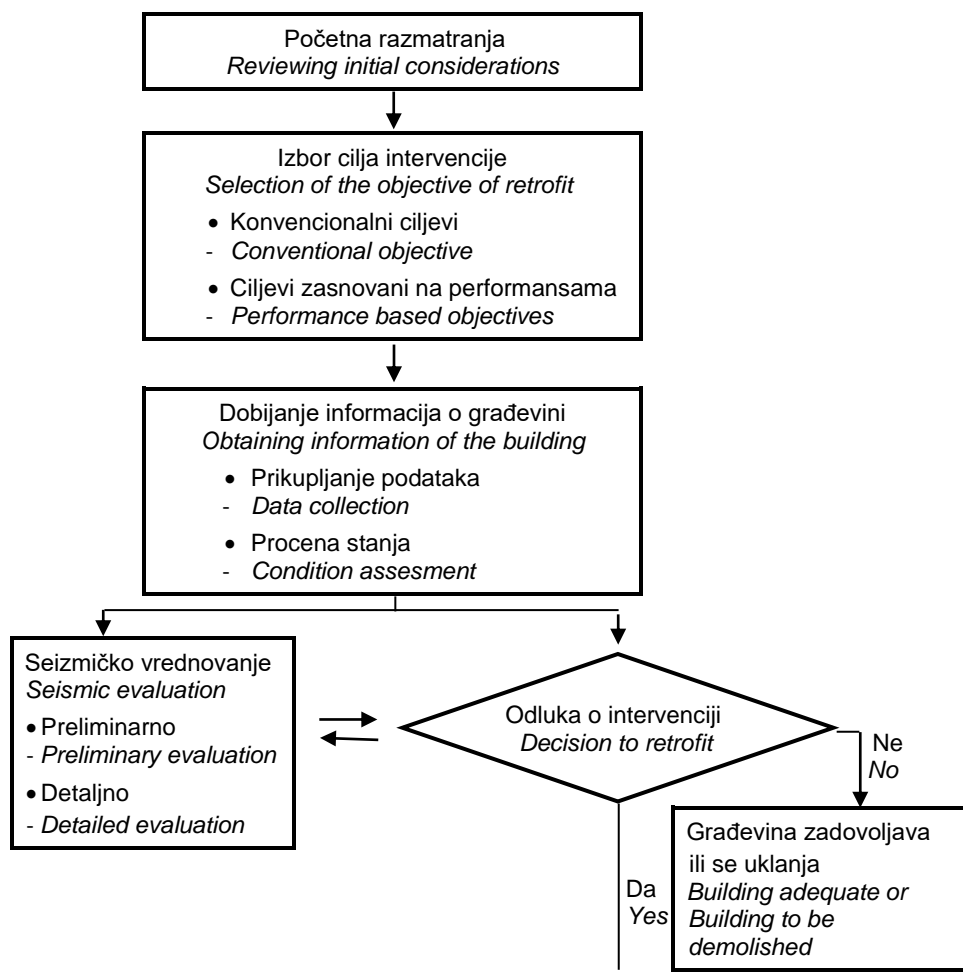 Početna razmatranja
Reviewing initial considerations
Izbor cilja intervencije
Selection of the objective of retrofit
• Konvencionalni ciljevi
- Conventional objective
• Ciljevi zasnovani na performansama
- Performance based objectives
Dobijanje informacija o građevini
Obtaining information of the building
• Prikupljanje podataka
- Data collection
• Procena stanja
- Condition assesment
Seizmičko vrednovanje
Seismic evaluation
• Preliminarno
- Preliminary evaluation
• Detaljno
- Detailed evaluation
Odluka o intervenciji
Decision to retrofit
Ne
No
Građevina zadovoljava
ili se uklanja
Building adequate or
Building to be
demolished
Da
Yes